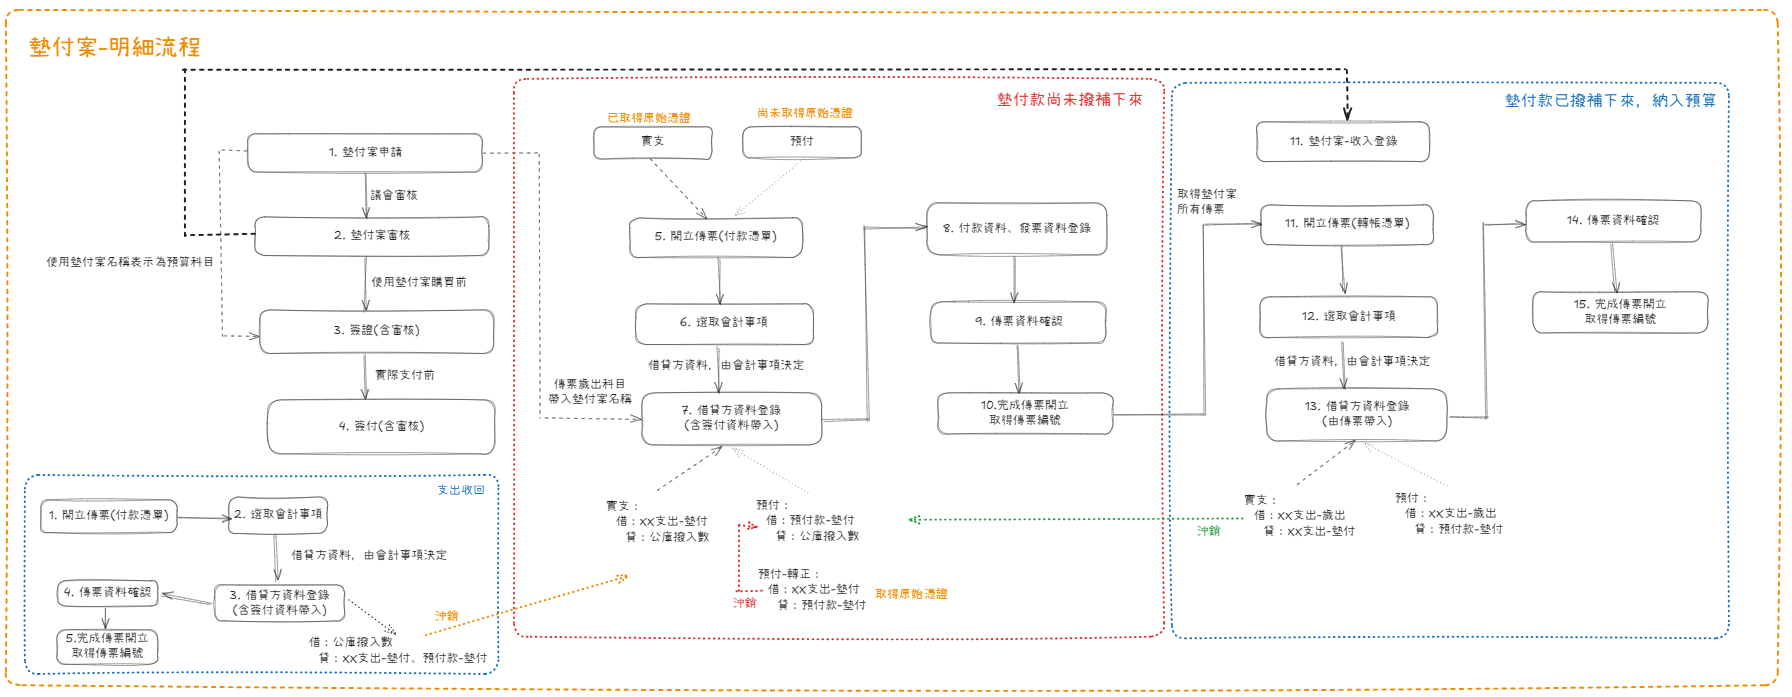 墊付案-明細流程
1. 墊付案申請
議會審核
2. 墊付案審核
使用墊付案名稱表示為預算科目
使用墊付案購買前
3. 簽證(含審核)
實際支付前
4. 簽付(含審核)
支出收回
1. 開立傳票(付款憑單)
2. 選取會計事項
借貸方資料, 由會計事項決定
3. 借貸方資料登錄
(含簽付資料帶入)
4. 傳票資料確認
5.完成傳票開立
取得傳票編號
借：公庫撥入數
貸：xx支出-墊付、預付款-墊付
沖銷
墊付款尚未撥補下來
已取得原始憑證
實支
尚未取得原始憑證
預付
5. 開立傳票(付款憑單)
6. 選取會計事項
借貸方資料, 由會計事項決定
傳票歲出科目
帶入墊付案名稱
7. 借貸方資料登錄
(含簽付資料帶入)
8. 付款資料、發票資料登錄
9. 傳票資料確認
10.完成傳票開立
取得傳票編號
實支：
借：xx支出-墊付
貸：公庫撥入數
預付：
借：預付款-墊付
貸：公庫撥入數
預付-轉正：
借：xx支出-墊付
貸：預付款-墊付
沖銷
取得原始憑證
墊付款已撥補下來, 納入預算
11. 墊付案-收入登錄
取得墊付案
所有傳票
11. 開立傳票(轉帳憑單)
12. 選取會計事項
借貸方資料, 由會計事項決定
13. 借貸方資料登錄
(由傳票帶入)
14. 傳票資料確認
15. 完成傳票開立
取得傳票編號
實支：
借：xx支出-歲出
貸：xx支出-墊付
預付：
借：xx支出-歲出
貸：預付款-墊付
沖銷